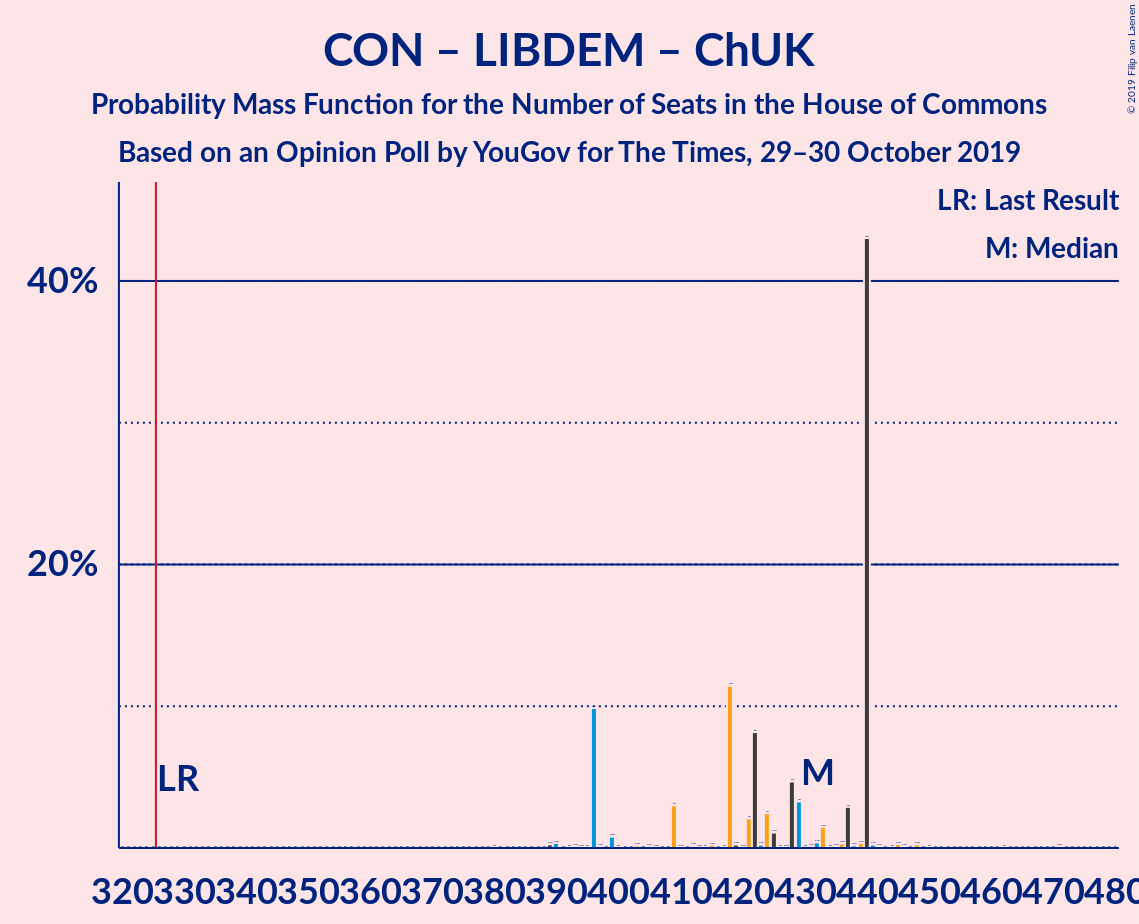 CON – LIBDEM – ChUK
Probability Mass Function for the Number of Seats in the House of Commons
Based on an Opinion Poll by YouGov for The Times, 29–30 October 2019
© 2019 Filip van Laenen
LR: Last Result
M: Median
40%
20%
LR
M
320 330 340 350 360 370 380 390 400 410 420 430 440 450 460 470 480